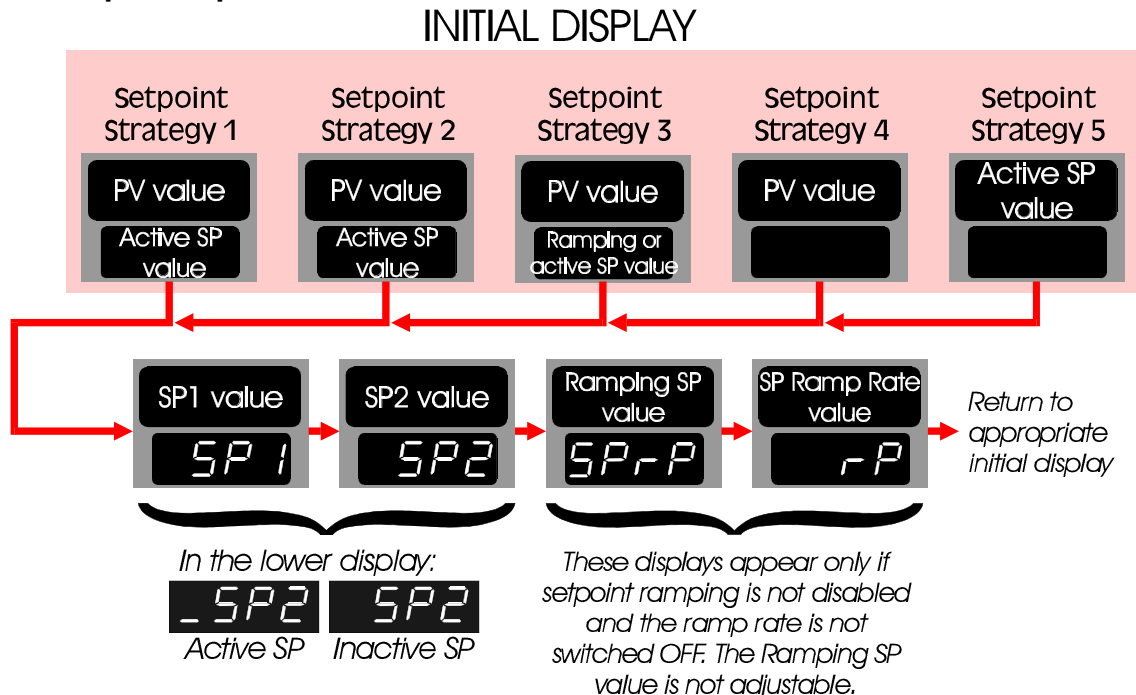 INITIAL DISPLAY
Setpoint
Strategy 1
Setpoint
Strategy 2
Setpoint
Strategy 3
Setpoint
Strategy 4
Setpoint
Strategy 5
PV value
Active SP
value
PV value
Active SP
value
PV value
Ramping or
active SP value
PV value
Active SP
value
SP1 value
SP1
SP2 value
SP2
Ramping SP
value
SPrP
SP Ramp Rate
value
rP
Return to
appropriate
initial display
In the lower display:
_SP2
Active SP
SP2
Inactive SP
These displays appear only if
setpoint ramping is not disabled
and the ramp rate is not
switched OFF. The Ramping SP
value is not adjustable.